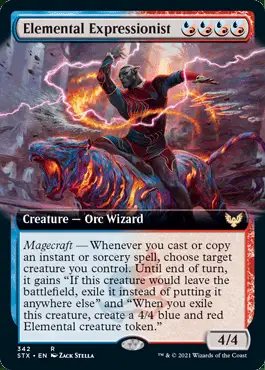 Elemental Expressionist
Creature — Orc Wizard
Magecraft — Whenever you cast or copy
an instant or sorcery spell, choose target
creature you control. Until end of turn,
it gains “If this creature would leave the
battlefield, exile it instead of putting it
anywhere else” and “When you exile
this creature, create a 4/4 blue and red
Elemental creature token.”
4/4
342 R
STX • EN ZACK STELLA
™ & © 2021 Wizards of the Coast